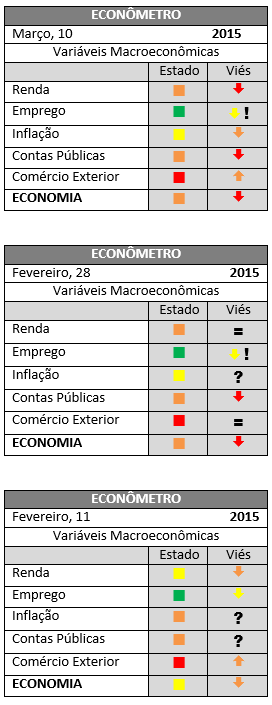 ECONÔMETRO
Março, 10 2015
Variáveis Macroeconômicas
Estado Viés
Renda
Emprego !
Inflação
Contas Públicas
Comércio Exterior
ECONOMIA
ECONÔMETRO
Fevereiro, 28 2015
Variáveis Macroeconômicas
Estado Viés
Renda =
Emprego !
Inflação ?
Contas Públicas
Comércio Exterior =
ECONOMIA
ECONÔMETRO
Fevereiro, 11 2015
Variáveis Macroeconômicas
Estado Viés
Renda
Emprego
Inflação ?
Contas Públicas ?
Comércio Exterior
ECONOMIA